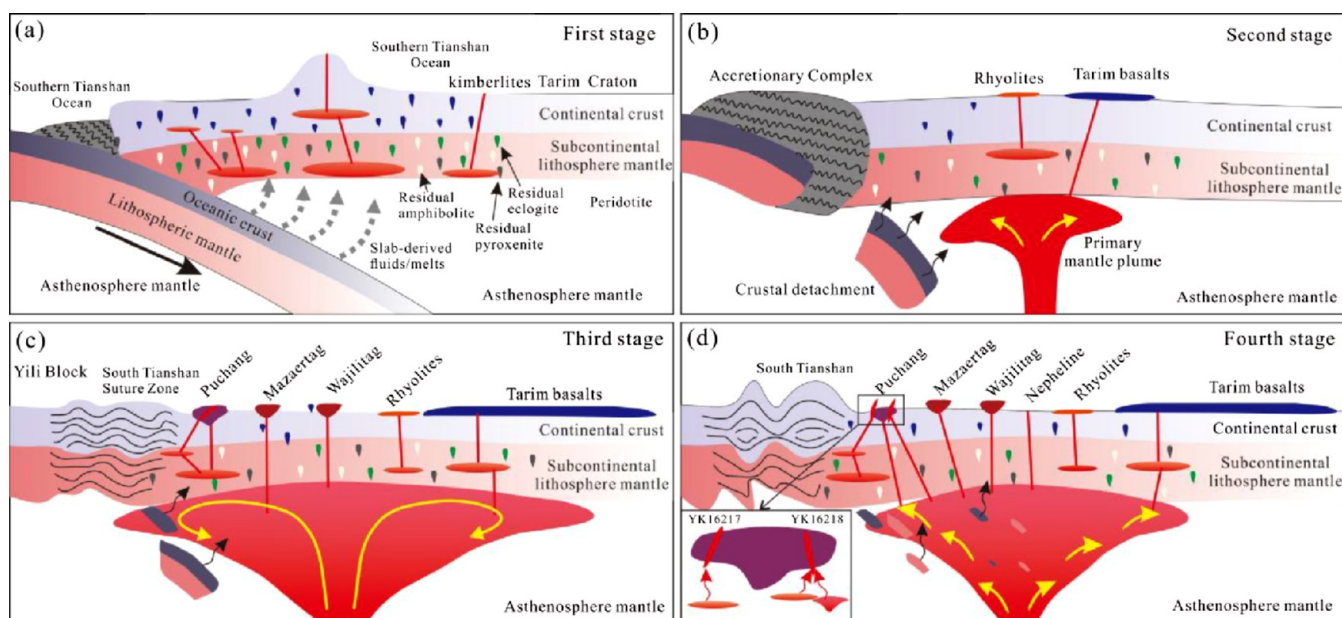 (a)
First stage
Southern Tianshan
Ocean
Southern Tianshan
Ocean
kimberlites
Tarim Craton
Continental crust
Subcontinental
lithosphere mantle
Oceanic crust
Lithospheric mantle
Residual
amphibolite
Residual
eclogite
Residual
pyroxenite
Peridotite
Slab-derived
fluids/melts
Asthenosphere mantle
Asthenosphere mantle
(b)
Second stage
Accretionary Complex
Rhyolites
Tarim basalts
Continental crust
Subcontinental
lithosphere mantle
Primary
mantle plume
Crustal detachment
Asthenosphere mantle
(c)
Third stage
Yili Block
South Tianshan
Suture Zone
Puchang
Mazaertag
Wajilitag
Rhyolites
Tarim basalts
Continental crust
Subcontinental
lithosphere mantle
Asthenosphere mantle
(d)
Fourth stage
South Tianshan
Puchang
Mazaertag
Wajilitag
Nepheline
Rhyolites
Tarim basalts
Continental crust
Subcontinental
lithosphere mantle
YK16217
YK16218
Asthenosphere mantle